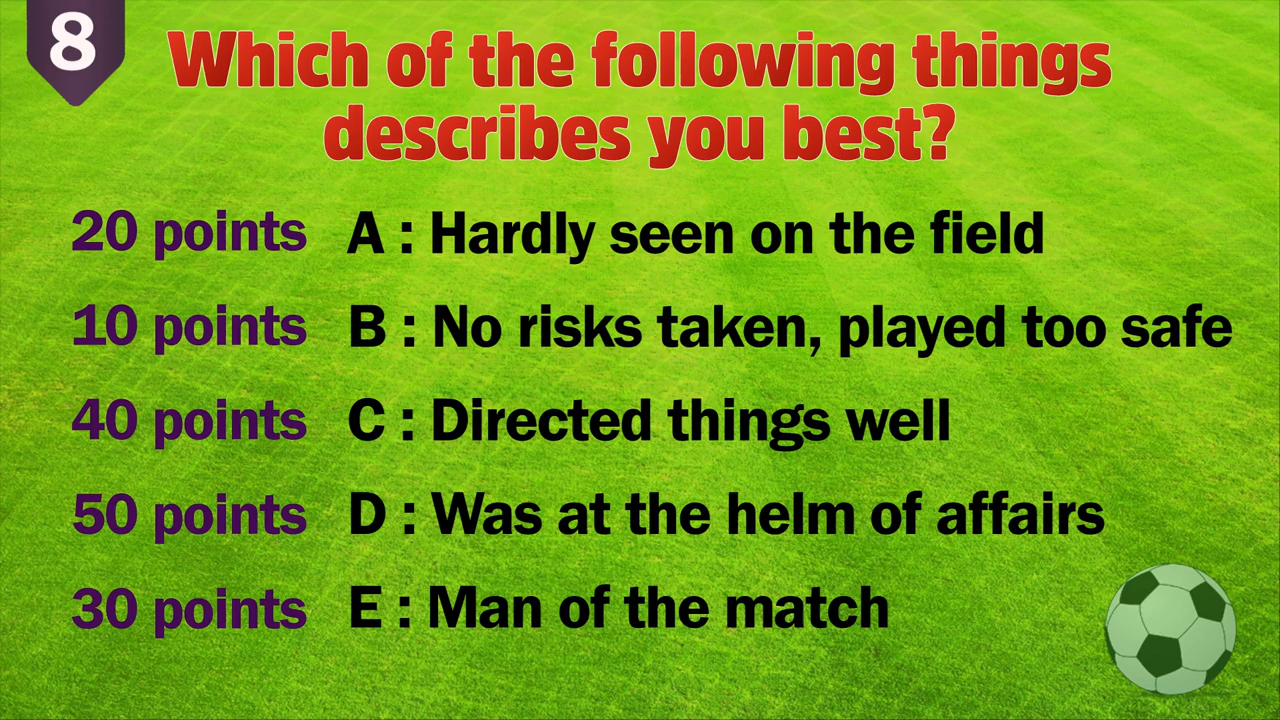 8
Which of the following things
describes you best?
20 points A : Hardly seen on the field
10 points B : No risks taken, played too safe
40 points C : Directed things well
50 points D : Was at the helm of affairs
30 points E : Man of the match